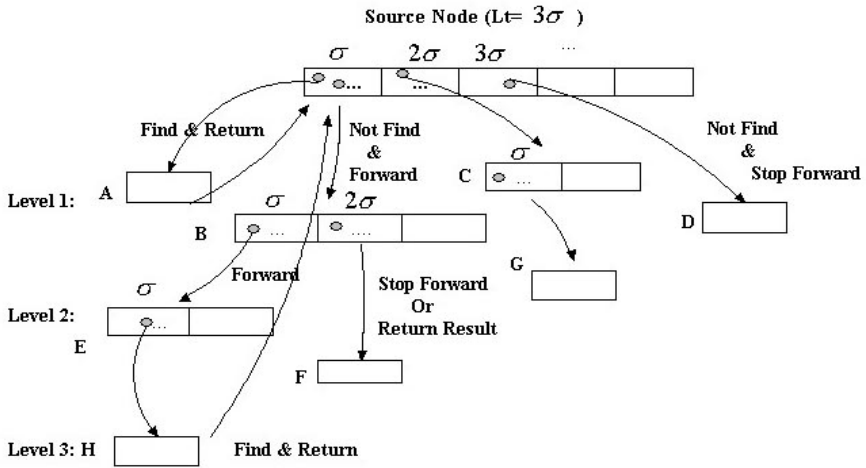 Source Node (Lt= 3σ )
σ 2σ 3σ ...
... ...
Find & Return
Not Find
&
Forward
Not Find
&
Stop Forward
σ
C
...
A
Level 1:
D
σ 2σ
B
... ....
G
Forward
Stop Forward
Or
Return Result
σ
Level 2:
...
E
F
Level 3: H
Find & Return